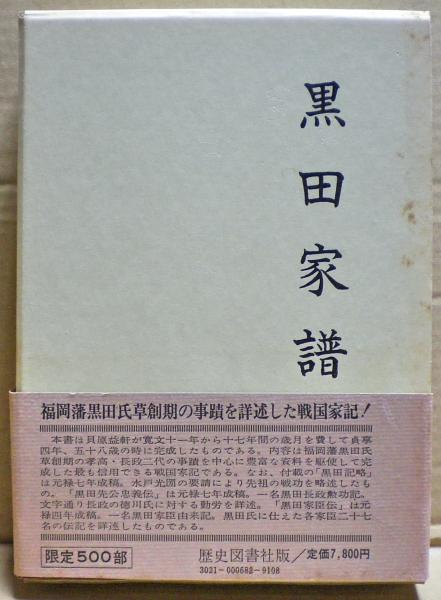 黒田家譜
福岡藩黒田氏草創期の事蹟を詳述した戦国家記!
本書は貝原益軒が寛文十一年から十七年間の歳月を費して貞享
四年、五十八歳の時に完成したものである。内容は福岡藩黒田氏
草創期の孝高・長政二代の事蹟を中心に豊富な資料を駆使して完
成した最も信用できる戦国家記である。なお、付載の「黒田記略」
は元禄七年成稿。水戸光圀の要請により先祖の戦功を略述したも
の。「黒田先公忠義伝」は元禄七年成稿。一名黒田長政勲功記。
文字通り長政の徳川氏に対する勤労を詳述。「黒田家臣伝」は元
禄四年成稿。一名黒田家臣由来記。黒田氏に仕えた各家臣二十七
名の伝記を詳述したものである。
限定500部
歴史図書社版/定価7,800円
3021-000682-9108